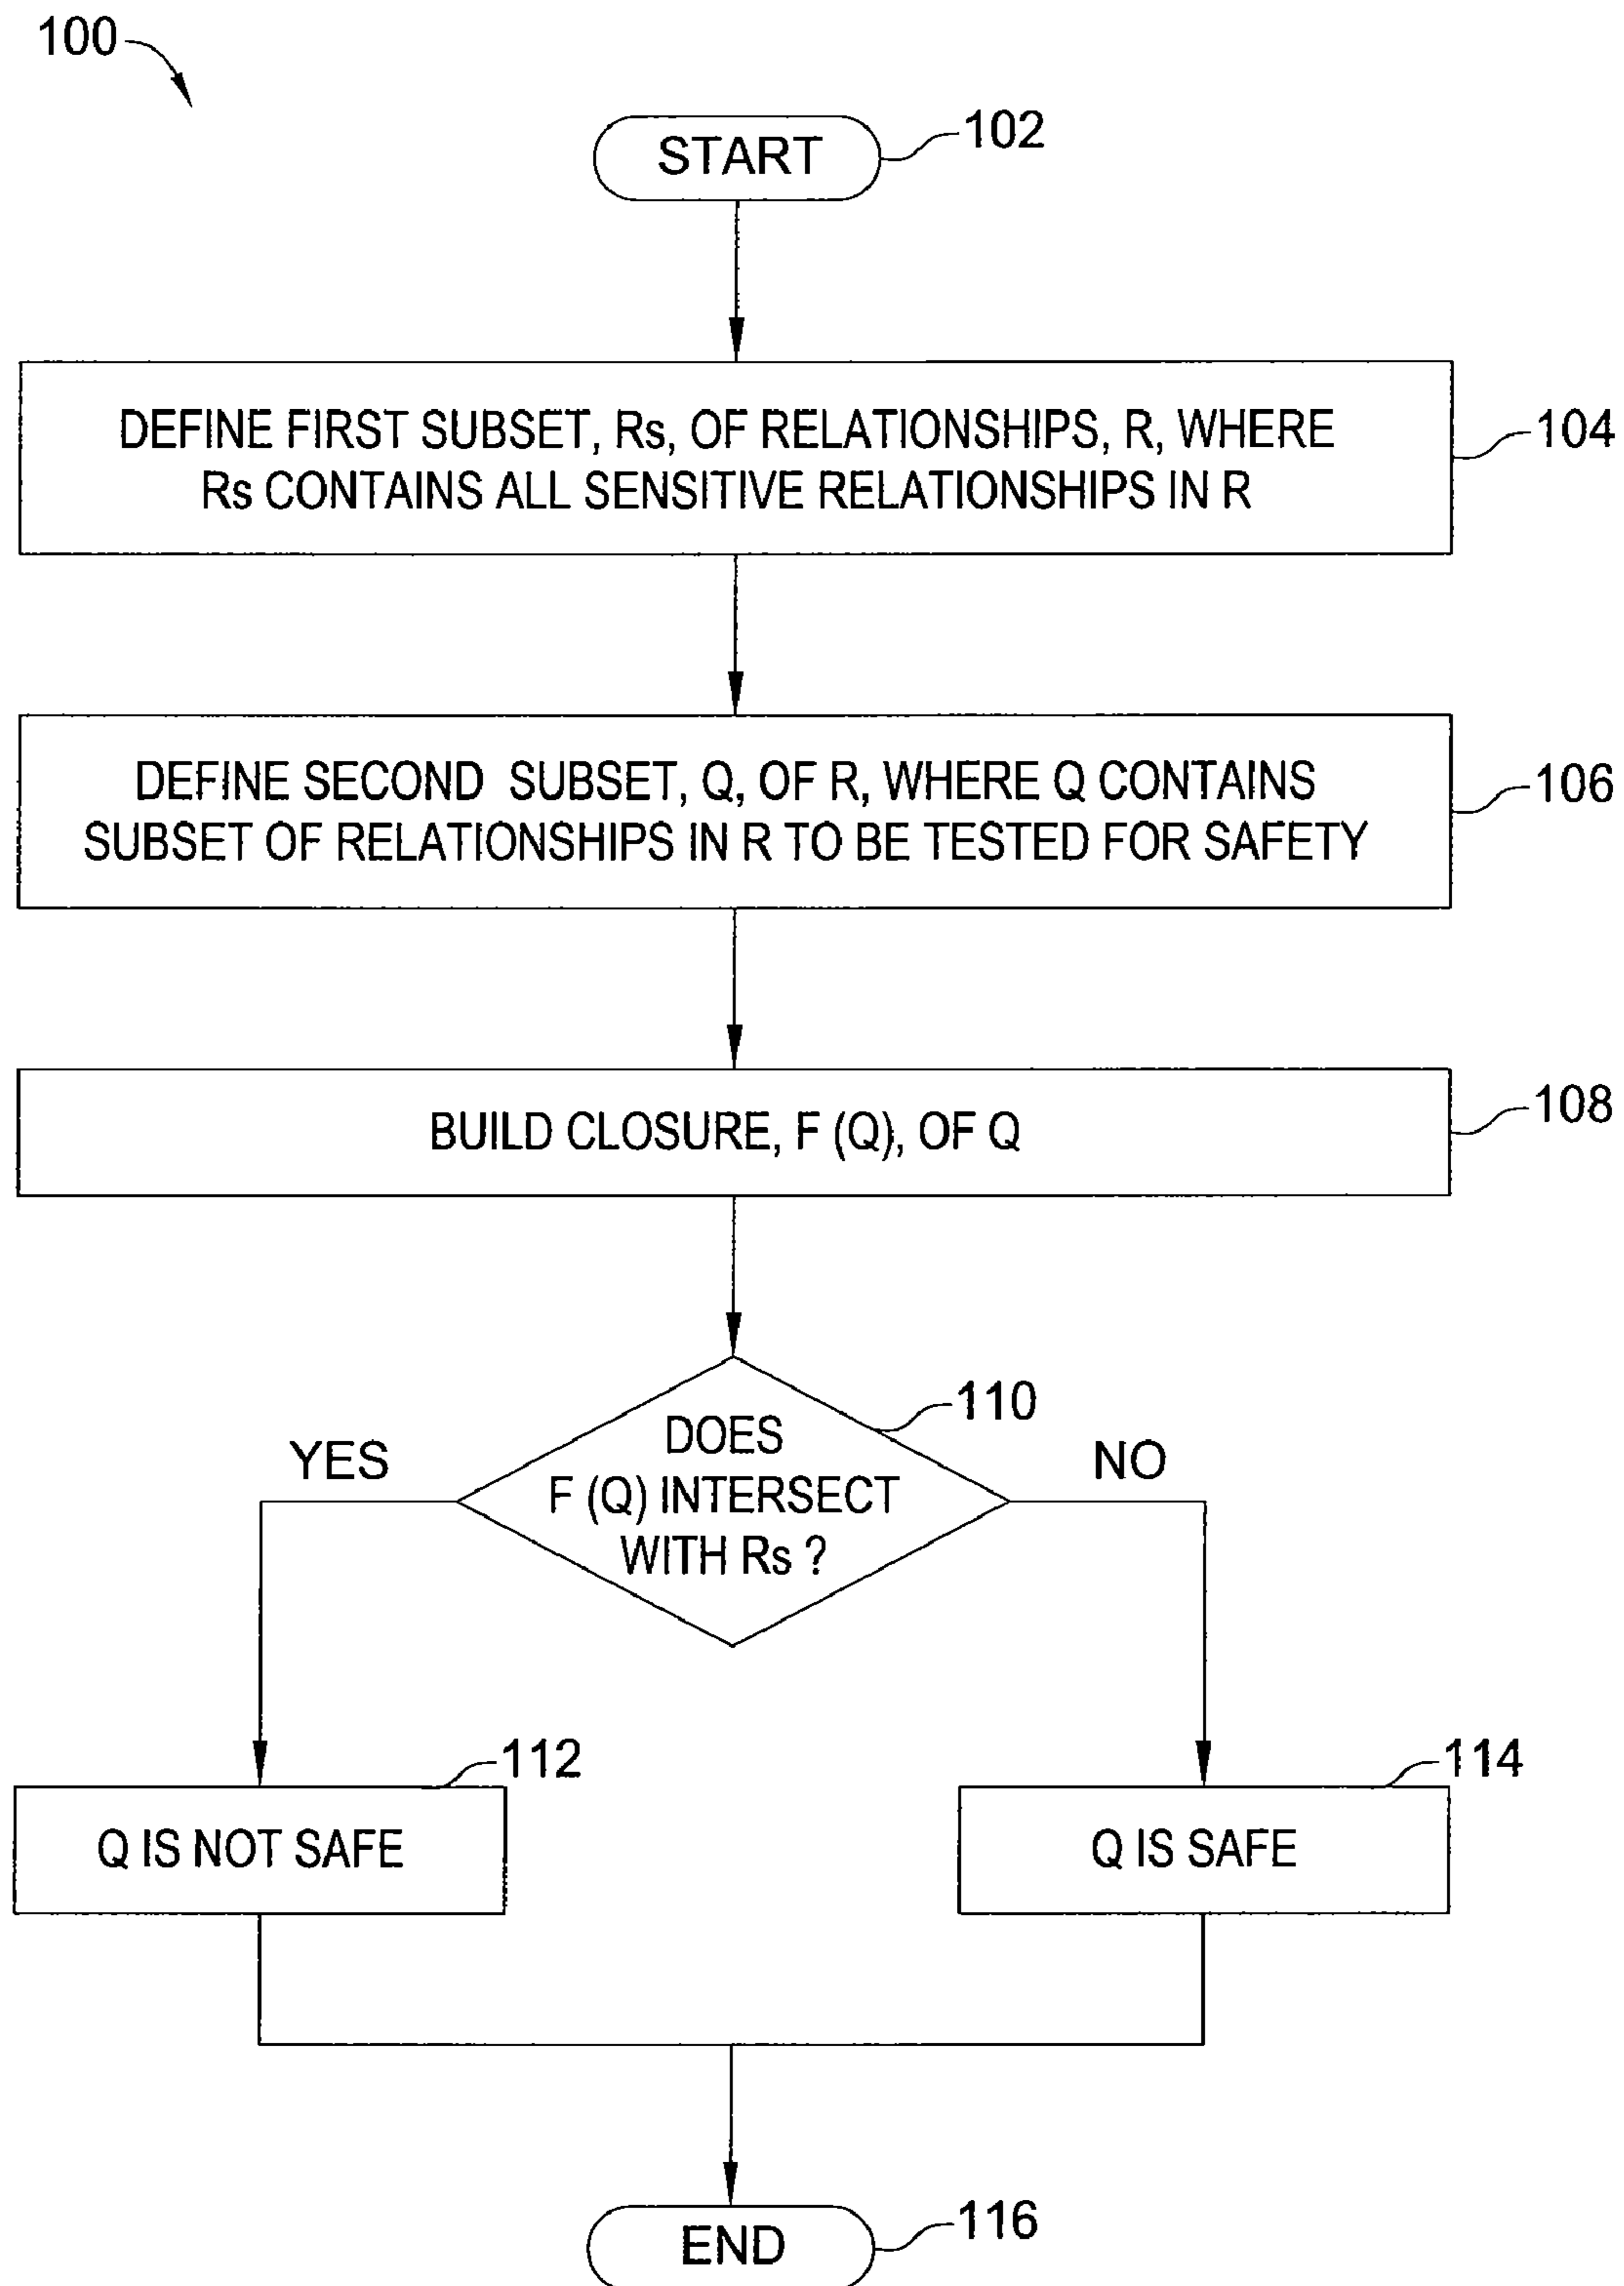 100
START
102
DEFINE FIRST SUBSET, Rs, OF RELATIONSHIPS, R, WHERE
Rs CONTAINS ALL SENSITIVE RELATIONSHIPS IN R
104
DEFINE SECOND SUBSET, Q, OF R, WHERE Q CONTAINS
SUBSET OF RELATIONSHIPS IN R TO BE TESTED FOR SAFETY
106
BUILD CLOSURE, F (Q), OF Q
108
110
DOES
F (Q) INTERSECT
WITH Rs ?
YES
NO
112
Q IS NOT SAFE
114
Q IS SAFE
END
116